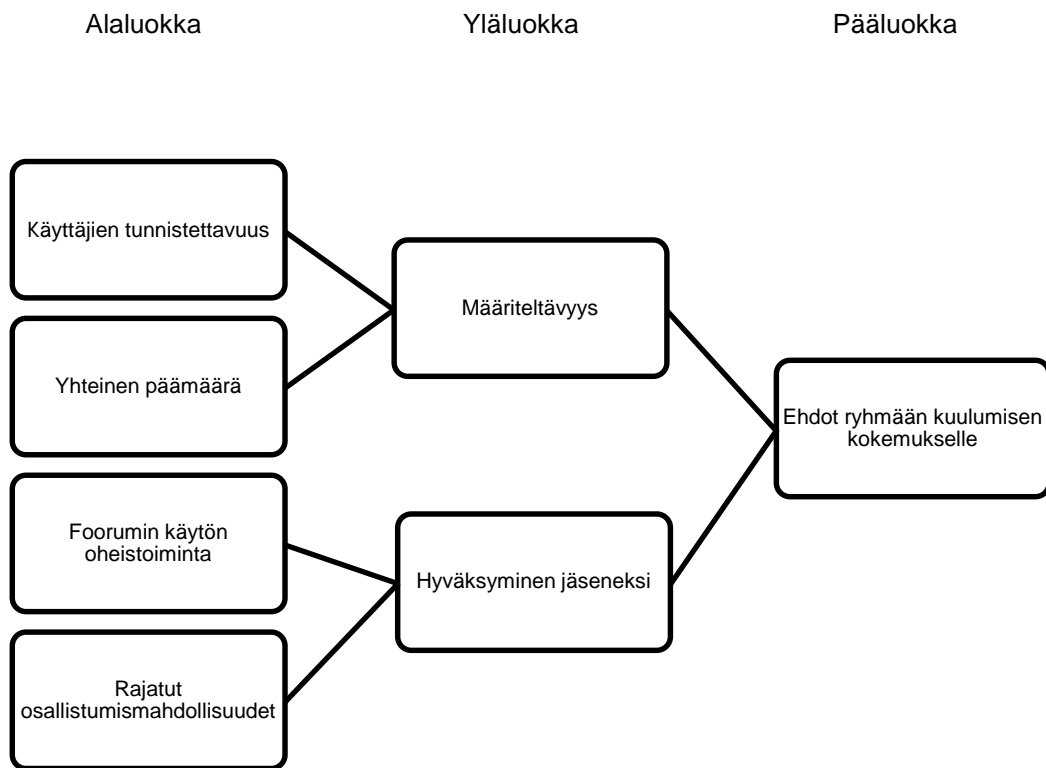 Alaluokka
Yläluokka
Pääluokka
Käyttäjien tunnistettavuus
Yhteinen päämäärä
Foorumin käytön
oheistoiminta
Rajatut
osallistumismahdollisuudet
Määriteltävyys
Hyväksyminen jäseneksi
Ehdot ryhmään kuulumisen
kokemukselle